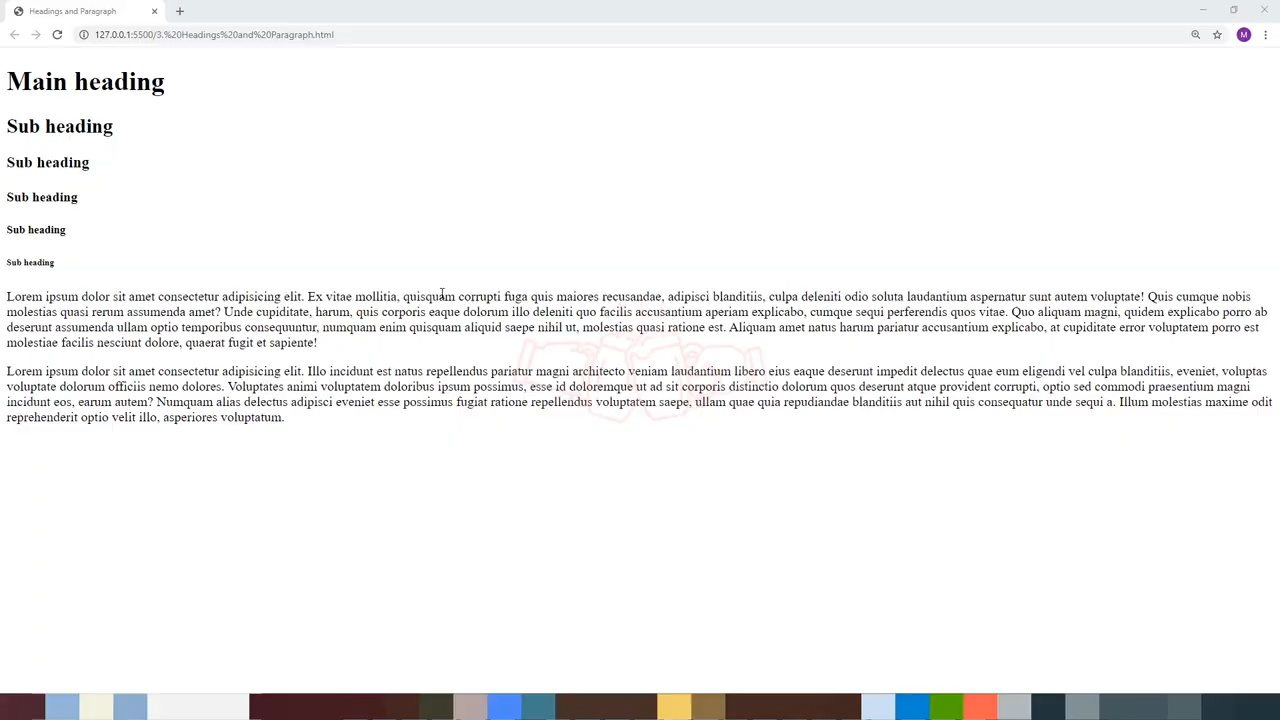 Headings and Paragraph
127.0.0.1:5500/3.%20Headings%20and%20Paragraph.html
M
Main heading
Sub heading
Sub heading
Sub heading
Sub heading
Sub heading
Lorem ipsum dolor sit amet consectetur adipisicing elit. Ex vitae mollitia, quisquam corrupti fuga quis maiores recusandae, adipisci blanditiis, culpa deleniti odio soluta laudantium aspernatur sunt autem voluptate! Quis cumque nobis
molestias quasi rerum assumenda amet? Unde cupiditate, harum, quis corporis eaque dolorum illo deleniti quo facilis accusantium aperiam explicabo, cumque sequi perferendis quos vitae. Quo aliquam magni, quidem explicabo porro ab
deserunt assumenda ullam optio temporibus consequuntur, numquam enim quisquam aliquid saepe nihil ut, molestias quasi ratione est. Aliquam amet natus harum pariatur accusantium explicabo, at cupiditate error voluptatem porro est
molestiae facilis nesciunt dolore, quaerat fugit et sapiente!
Lorem ipsum dolor sit amet consectetur adipisicing elit. Illo incidunt est natus repellendus pariatur magni architecto veniam laudantium libero eius eaque deserunt impedit delectus quae eum eligendi vel culpa blanditiis, eveniet, voluptas
voluptate dolorum officiis nemo dolores. Voluptates animi voluptatem doloribus ipsum possimus, esse id doloremque ut ad sit corporis distinctio dolorum quos deserunt atque provident corrupti, optio sed commodi praesentium magni
incidunt eos, earum autem? Numquam alias delectus adipisci eveniet esse possimus fugiat ratione repellendus voluptatem saepe, ullam quae quia repudiandae blanditiis aut nihil quis consequatur unde sequi a. Illum molestias maxime odit
reprehenderit optio velit illo, asperiores voluptatum.